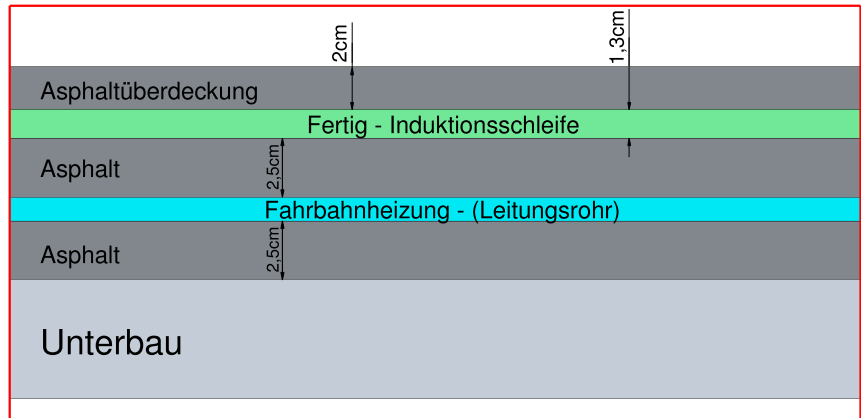 2cm
1,3cm
Asphaltüberdeckung
Fertig - Induktionsschleife
Asphalt
2,5cm
Fahrbahnheizung - (Leitungsrohr)
Asphalt
2,5cm
Unterbau